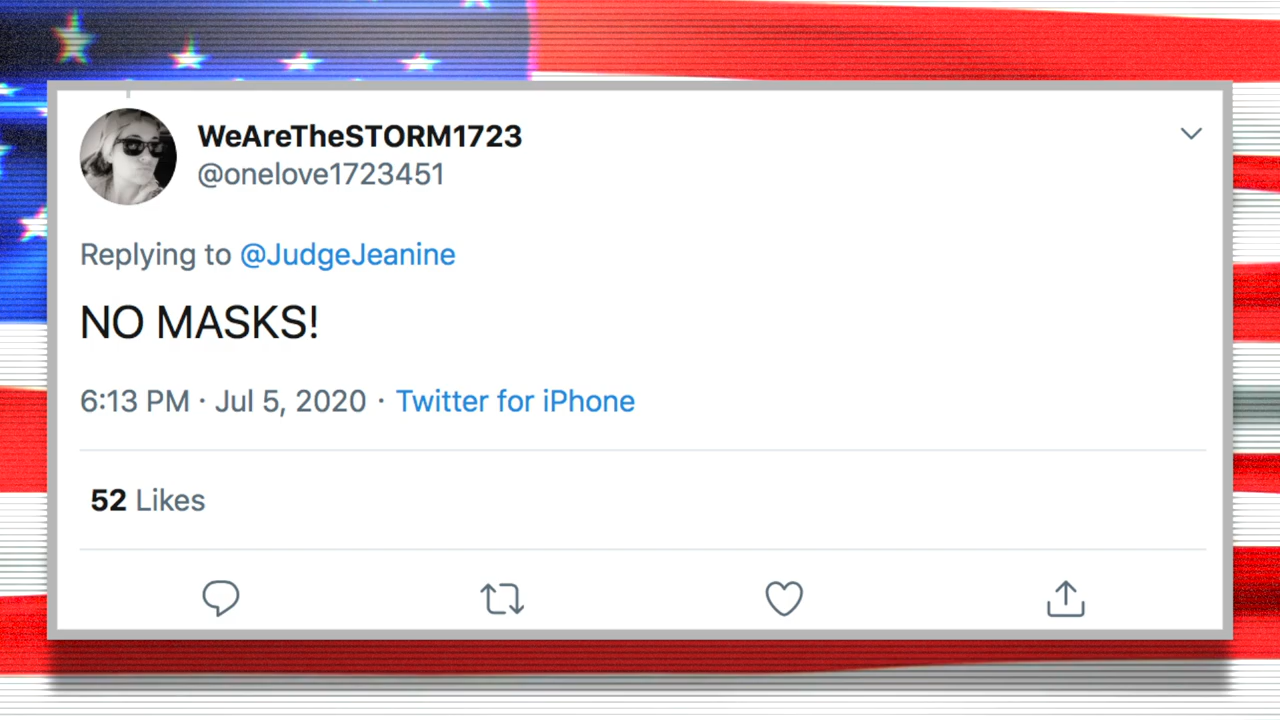 WeAreTheSTORM1723
@onelove1723451
Replying to @JudgeJeanine
NO MASKS!
6:13 PM · Jul 5, 2020 · Twitter for iPhone
52 Likes